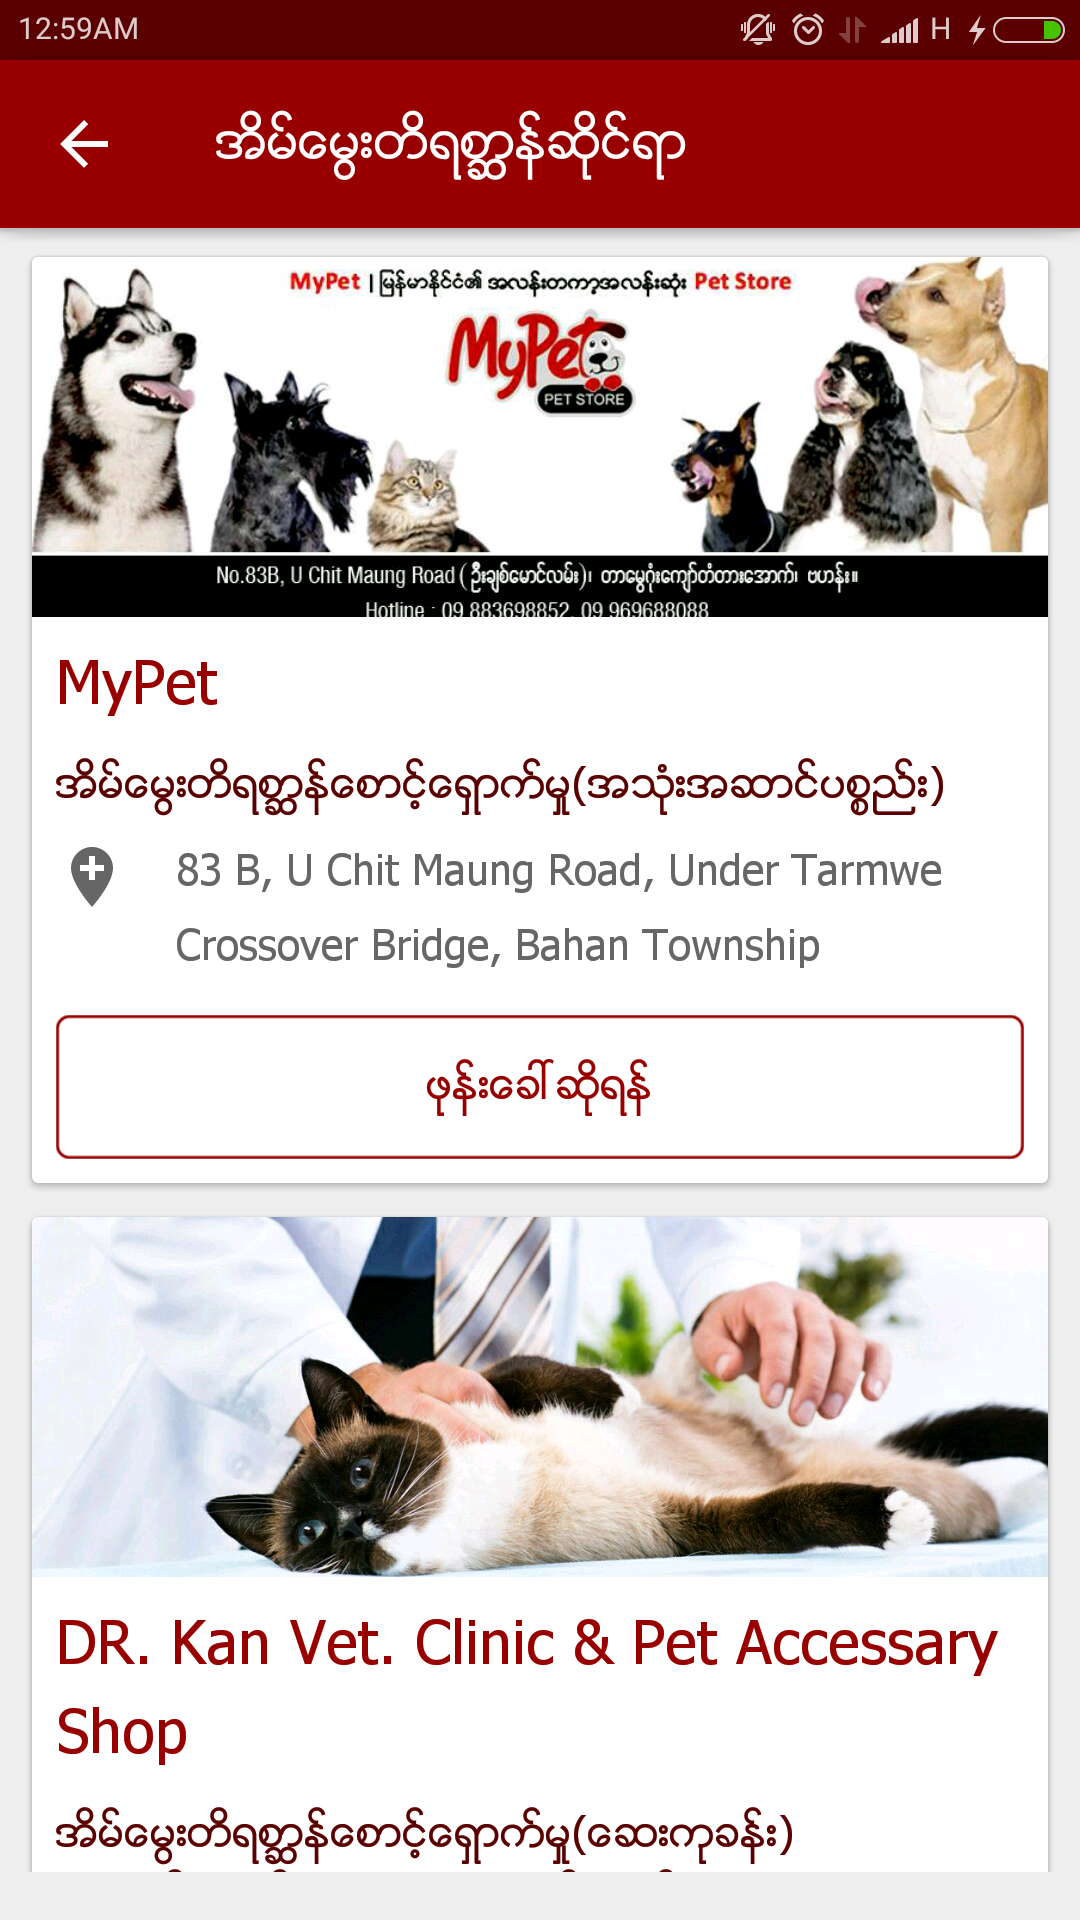 12:59AM
H
အိမ်မွေးတိရစ္ဆာန်ဆိုင်ရာ
MyPet | မြန်မာနိုင်ငံ၏ အလန်းတကာ့အလန်းဆုံး Pet Store
MyPet
PET STORE
No.83B, U Chit Maung Road ( ဦးချစ်မောင်လမ်း)၊ တာမွေဂုံးကျော်တံတားအောက်၊ ဗဟန်း။
Hotline : 09 883698852, 09 969688088
MyPet
အိမ်မွေးတိရစ္ဆာန်စောင့်ရှောက်မှု(အသုံးအဆောင်ပစ္စည်း)
83 B, U Chit Maung Road, Under Tarmwe
Crossover Bridge, Bahan Township
ဖုန်းခေါ်ဆိုရန်
DR. Kan Vet. Clinic & Pet Accessary
Shop
အိမ်မွေးတိရစ္ဆာန်စောင့်ရှောက်မှု(ဆေးကုခန်း)